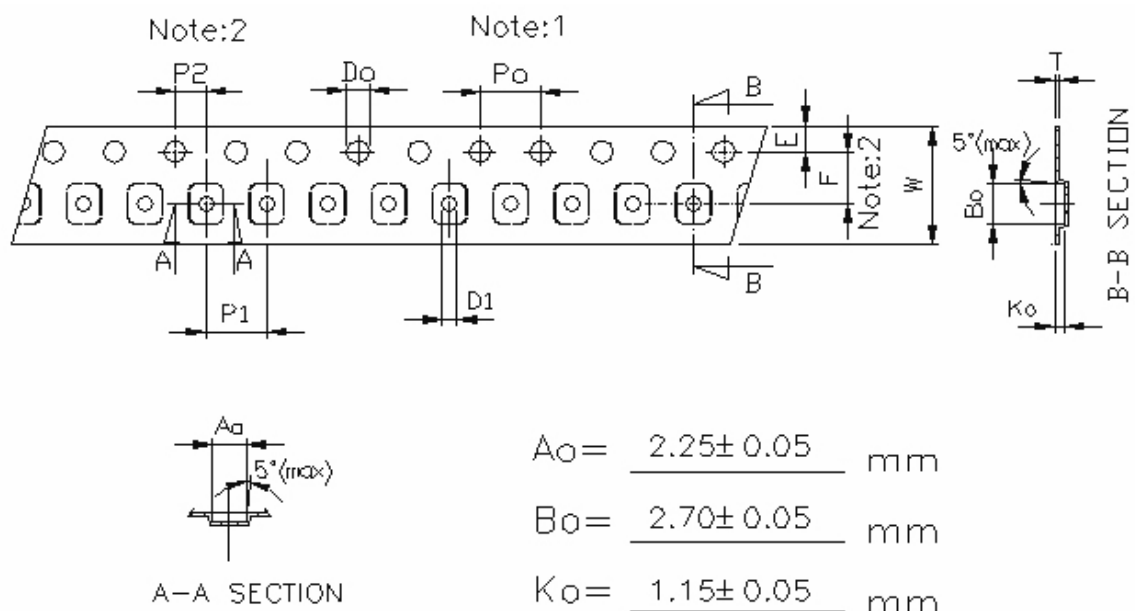 Note:2
Note:1
P2
Do
Po
B
T
E
F
Note:2
W
5°(max)
Bo
B-B SECTION
A
A
B
P1
D1
Ko
Ao
5°(max)
A-A SECTION
Ao= 2.25± 0.05 mm
Bo= 2.70± 0.05 mm
Ko= 1.15± 0.05 mm